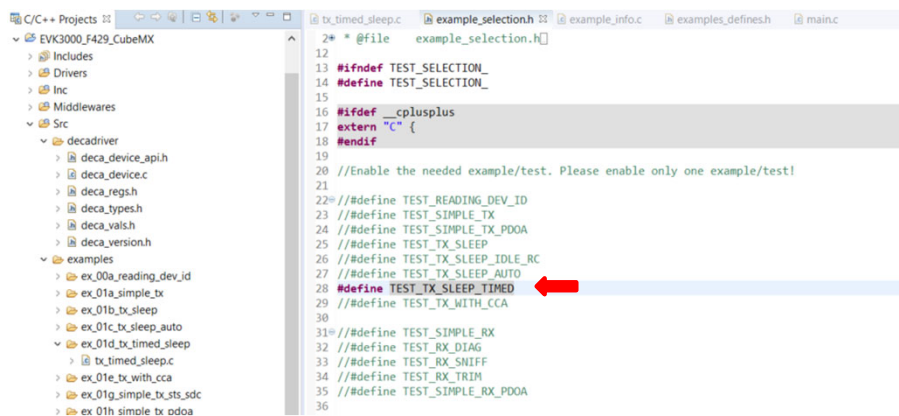 C/C++ Projects
EVK3000_F429_CubeMX
Includes
Drivers
Inc
Middlewares
Src
decadriver
deca_device_api.h
deca_device.c
deca_regs.h
deca_types.h
deca_vals.h
deca_version.h
examples
ex_00a_reading_dev_id
ex_01a_simple_tx
ex_01b_tx_sleep
ex_01c_tx_sleep_auto
ex_01d_tx_timed_sleep
tx_timed_sleep.c
ex_01e_tx_with_cca
ex_01g_simple_tx_sts_sdc
ex_01h_simple_tx_pdoa
tx_timed_sleep.c example_selection.h example_info.c examples_defines.h main.c
2 * @file example_selection.h
12
13 #ifndef TEST_SELECTION_
14 #define TEST_SELECTION_
15
16 #ifdef __cplusplus
17 extern "C" {
18 #endif
19
20 //Enable the needed example/test. Please enable only one example/test!
21
22 //#define TEST_READING_DEV_ID
23 //#define TEST_SIMPLE_TX
24 //#define TEST_SIMPLE_TX_PDOA
25 //#define TEST_TX_SLEEP
26 //#define TEST_TX_SLEEP_IDLE_RC
27 //#define TEST_TX_SLEEP_AUTO
28 #define TEST_TX_SLEEP_TIMED
29 //#define TEST_TX_WITH_CCA
30
31 //#define TEST_SIMPLE_RX
32 //#define TEST_RX_DIAG
33 //#define TEST_RX_SNIFF
34 //#define TEST_RX_TRIM
35 //#define TEST_SIMPLE_RX_PDOA
36